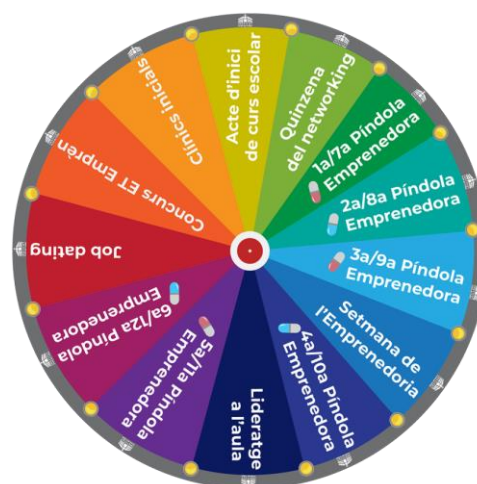 Acte d'inici
de curs escolar
Quinzena
del networking
1a/7a Píndola
Emprenedora
2a/8a Píndola
Emprenedora
3a/9a Píndola
Emprenedora
Setmana de
l'Emprenedoria
4a/10a Píndola
Emprenedora
Lideratge
a l'aula
5a/11a Píndola
Emprenedora
6a/12a Píndola
Emprenedora
Job dating
Concurs ET Emprèn
Clínics inicials